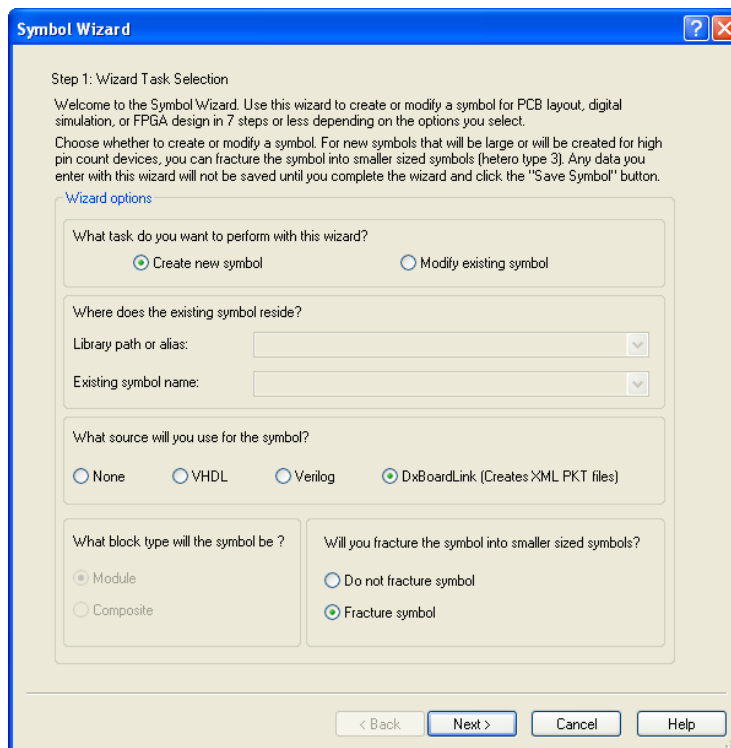 Symbol Wizard
Step 1: Wizard Task Selection
Welcome to the Symbol Wizard. Use this wizard to create or modify a symbol for PCB layout, digital
simulation, or FPGA design in 7 steps or less depending on the options you select.
Choose whether to create or modify a symbol. For new symbols that will be large or will be created for high
pin count devices, you can fracture the symbol into smaller sized symbols (hetero type 3). Any data you
enter with this wizard will not be saved until you complete the wizard and click the "Save Symbol" button.
Wizard options
What task do you want to perform with this wizard?
Create new symbol Modify existing symbol
Where does the existing symbol reside?
Library path or alias:
Existing symbol name:
What source will you use for the symbol?
None VHDL Verilog DxBoardLink (Creates XML PKT files)
What block type will the symbol be ?
Module
Composite
Will you fracture the symbol into smaller sized symbols?
Do not fracture symbol
Fracture symbol
< Back Next > Cancel Help